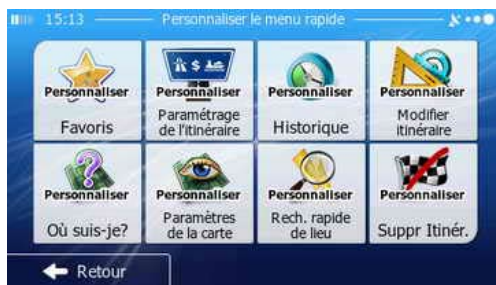 15:13 Personnaliser le menu rapide
Personnaliser Personnaliser Personnaliser Personnaliser
Favoris
Paramétrage
de l'itinéraire
Historique
Modifier
itinéraire
Personnaliser Personnaliser Personnaliser Personnaliser
Où suis-je?
Paramètres
de la carte
Rech. rapide
de lieu
Suppr Itinér.
Retour